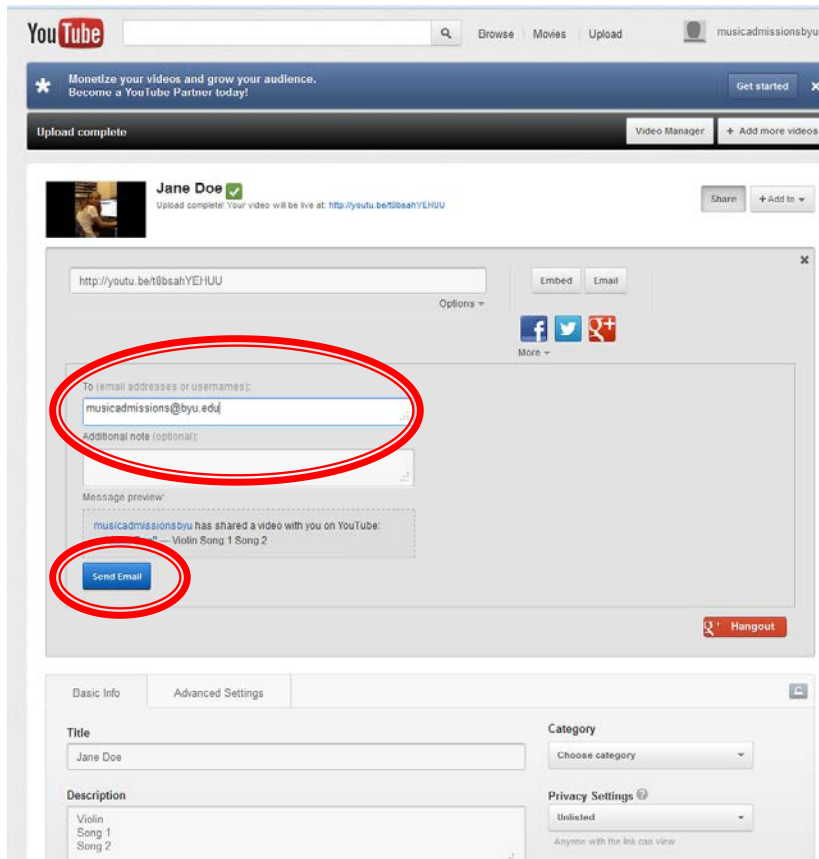 YouTube
Browse Movies Upload musicadmissionsbyu
Monetize your videos and grow your audience.
Become a YouTube Partner today!
Get started x
Upload complete
Video Manager + Add more videos
Jane Doe
Upload complete! Your video will be live at: http://youtu.be/t8bsahYEHUU
Share + Add to
http://youtu.be/t8bsahYEHUU
Embed Email
Options
More
To (email addresses or usernames):
musicadmissions@byu.edu
Additional note (optional):
Message preview:
musicadmissionsbyu has shared a video with you on YouTube:
— Violin Song 1 Song 2
Send Email
g+ Hangout
Basic Info Advanced Settings
Title
Jane Doe
Category
Choose category
Description
Violin
Song 1
Song 2
Privacy Settings
Unlisted
Anyone with the link can view